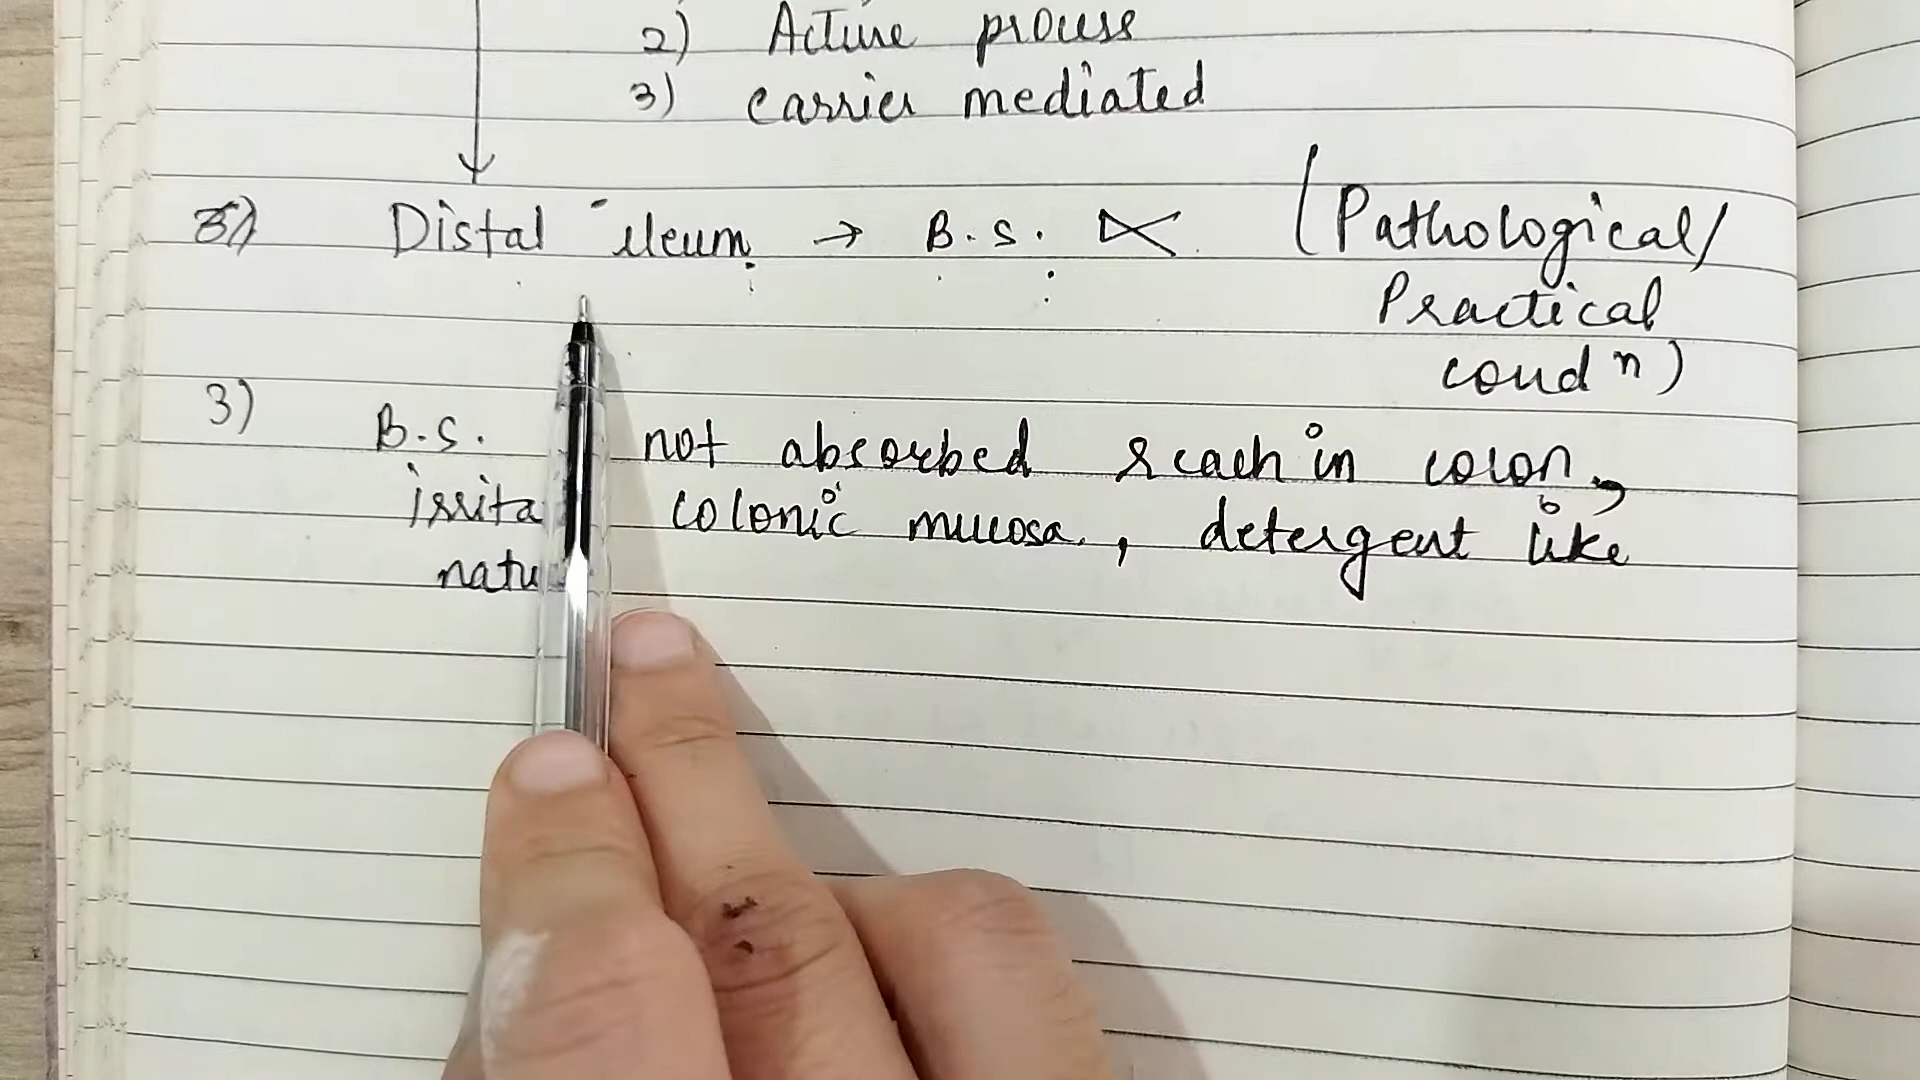 2) Active process
3) carrier mediated
Distal ileum → B.S. (Pathological/
Practical
condⁿ)
3) B.S. not absorbed reach in colon,
colonic mucosa, detergent like